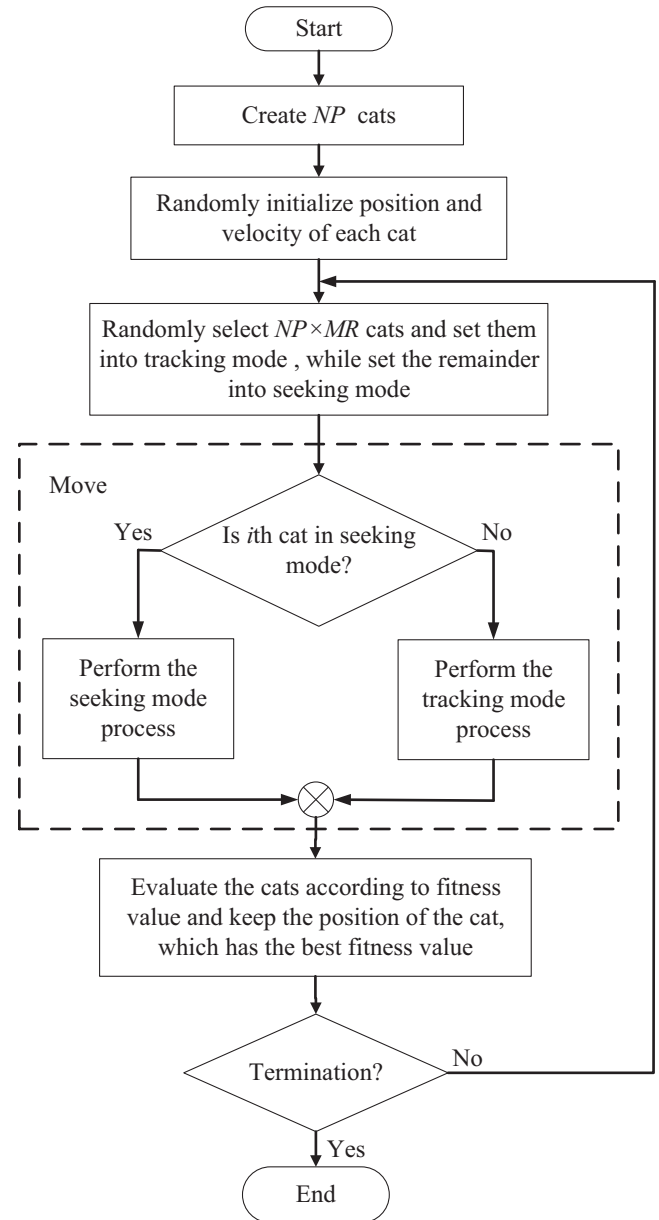 Start
Create NP cats
Randomly initialize position and
velocity of each cat
Randomly select NP×MR cats and set them
into tracking mode , while set the remainder
into seeking mode
Move
Yes
No
Is ith cat in seeking
mode?
Perform the
seeking mode
process
Perform the
tracking mode
process
Evaluate the cats according to fitness
value and keep the position of the cat,
which has the best fitness value
Termination?
No
Yes
End